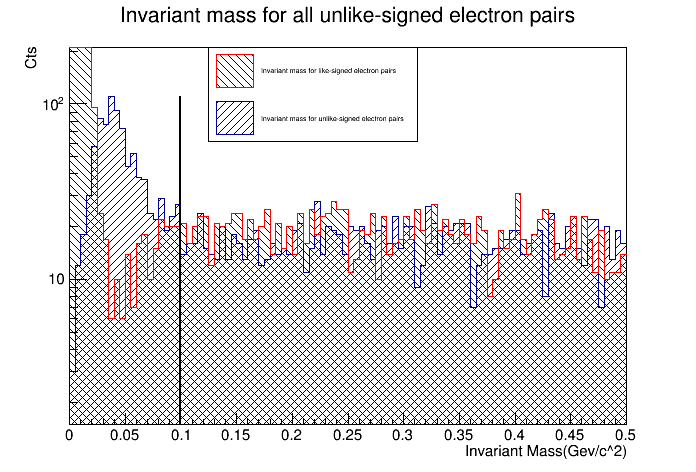 Invariant mass for all unlike-signed electron pairs
Cts
Invariant mass for like-signed electron pairs
Invariant mass for unlike-signed electron pairs
10²
10
0 0.05 0.1 0.15 0.2 0.25 0.3 0.35 0.4 0.45 0.5
Invariant Mass(Gev/c^2)